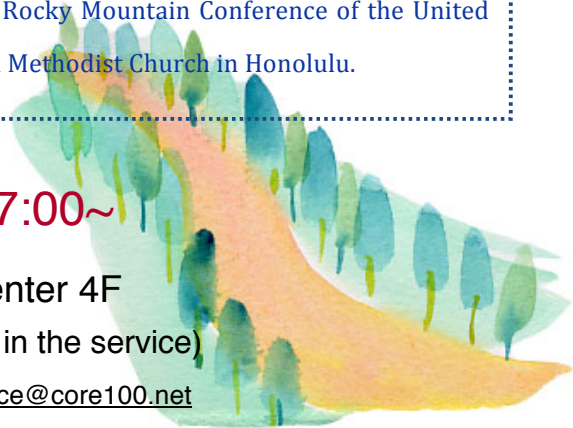 Rocky Mountain Conference of the United
Methodist Church in Honolulu.
7:00~
enter 4F
in the service)
ce@core100.net